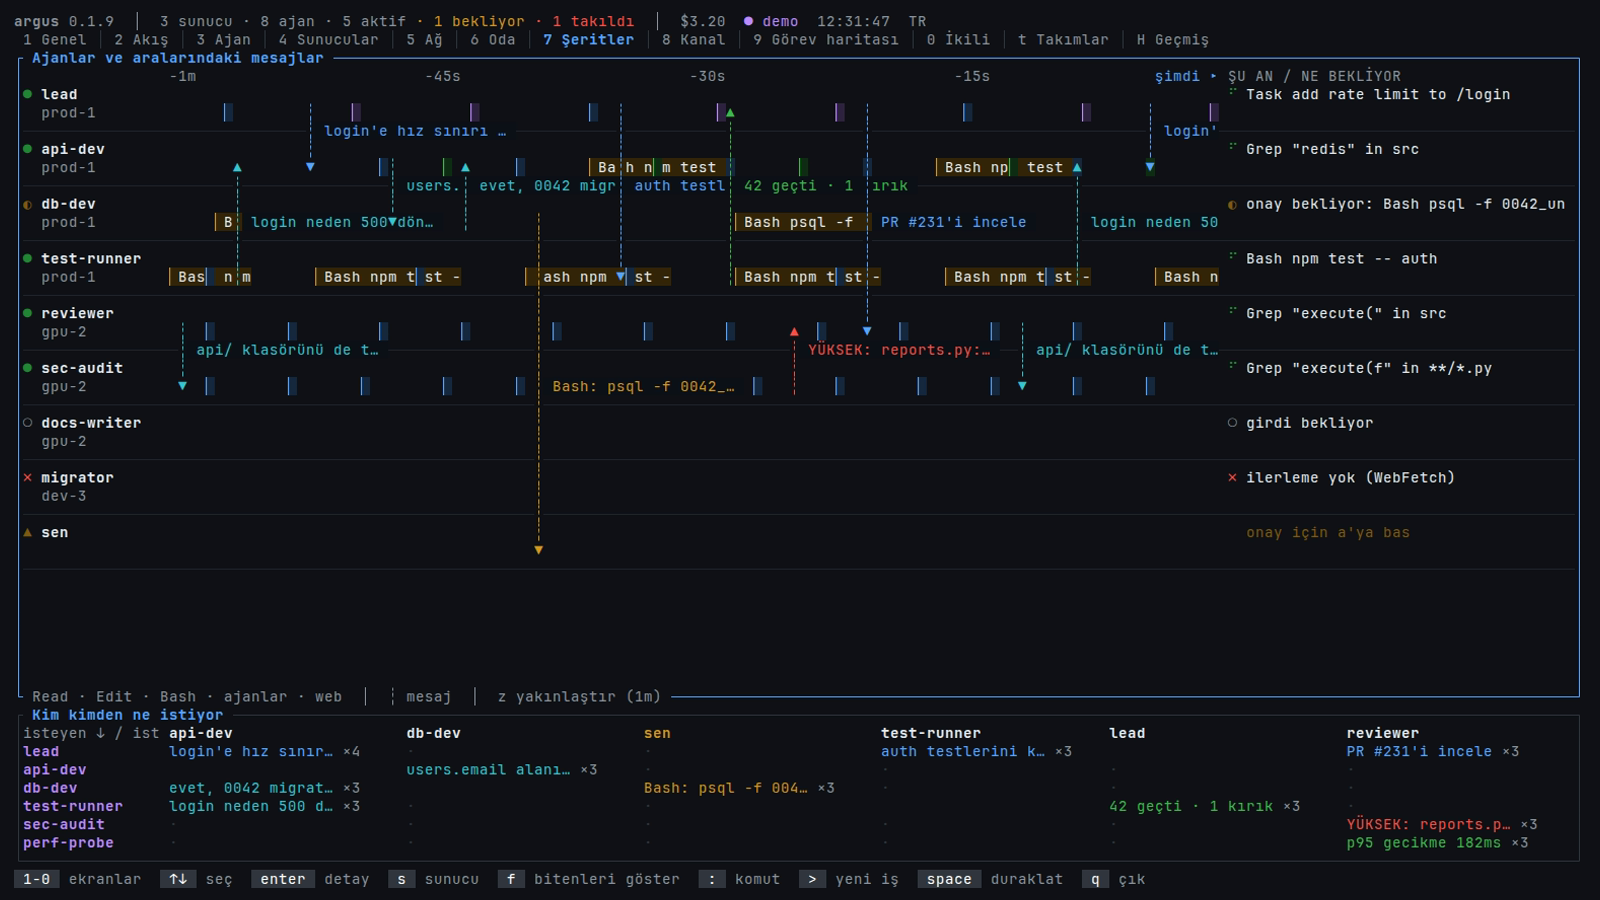 argus 0.1.9 │ 3 sunucu · 8 ajan · 5 aktif · 1 bekliyor · 1 takıldı │ $3.20 ● demo 12:31:47 TR
1 Genel │ 2 Akış │ 3 Ajan │ 4 Sunucular │ 5 Ağ │ 6 Oda │ 7 Şeritler │ 8 Kanal │ 9 Görev haritası │ 0 İkili │ t Takımlar │ H Geçmiş
Ajanlar ve aralarındaki mesajlar
-1m -45s -30s -15s şimdi ‣ ŞU AN / NE BEKLİYOR
lead Task add rate limit to /login
prod-1
login'e hız sınırı … login'
api-dev Grep "redis" in src
prod-1 Bash npm test Bash npm test
users. evet, 0042 migr auth testl 42 geçti · 1 kırık
db-dev onay bekliyor: Bash psql -f 0042_un
prod-1 B login neden 500 dön… Bash psql -f PR #231'i incele login neden 50
test-runner Bash npm test -- auth
prod-1 Bas n m Bash npm t st - ash npm st - Bash npm t st - Bash npm t st - Bash n
reviewer Grep "execute(" in src
gpu-2
api/ klasörünü de t… YÜKSEK: reports.py:… api/ klasörünü de t…
sec-audit Grep "execute(f" in **/*.py
gpu-2 Bash: psql -f 0042_…
docs-writer girdi bekliyor
gpu-2
migrator ilerleme yok (WebFetch)
dev-3
sen onay için a'ya bas
Read · Edit · Bash · ajanlar · web │ ┆ mesaj │ z yakınlaştır (1m)
Kim kimden ne istiyor
isteyen ↓ / ist api-dev db-dev sen test-runner lead reviewer
lead login'e hız sınır… ×4 · · auth testlerini k… ×3 PR #231'i incele ×3
api-dev users.email alanı… ×3 · · · ·
db-dev evet, 0042 migrat… ×3 Bash: psql -f 004… ×3 · · ·
test-runner login neden 500 d… ×3 · · 42 geçti · 1 kırık ×3 ·
sec-audit · · · · · YÜKSEK: reports.p… ×3
perf-probe · · · · · p95 gecikme 182ms ×3
1-0 ekranlar ↑↓ seç enter detay s sunucu f bitenleri göster : komut > yeni iş space duraklat q çık